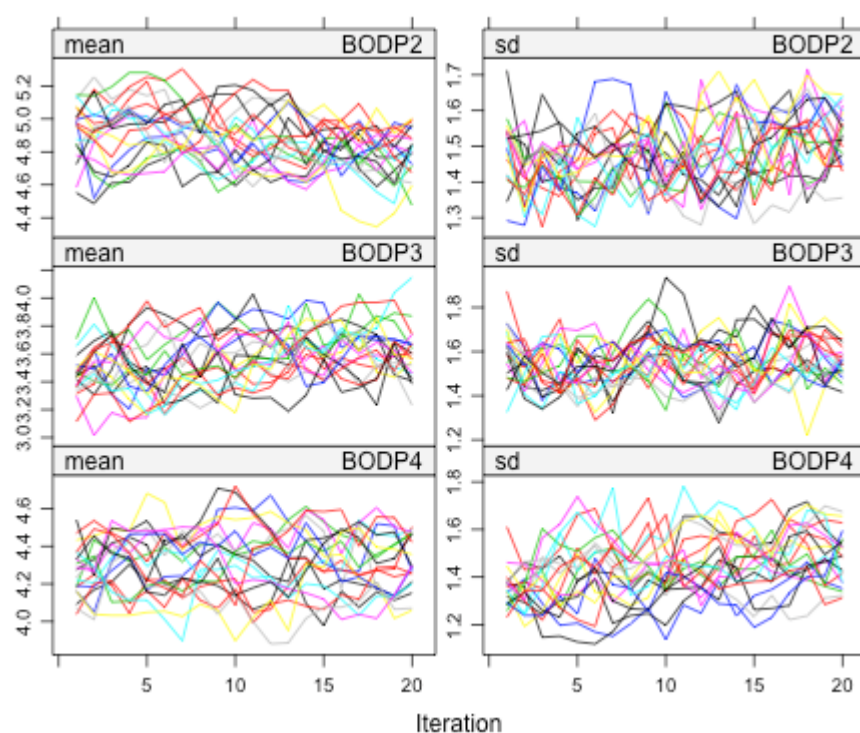 mean BODP2 sd BODP2
4.4 4.6 4.8 5.0 5.2
1.3 1.4 1.5 1.6 1.7
mean BODP3 sd BODP3
3.0 3.2 3.4 3.6 3.8 4.0
1.2 1.4 1.6 1.8
mean BODP4 sd BODP4
4.0 4.2 4.4 4.6
1.2 1.4 1.6 1.8
5 10 15 20 5 10 15 20
Iteration